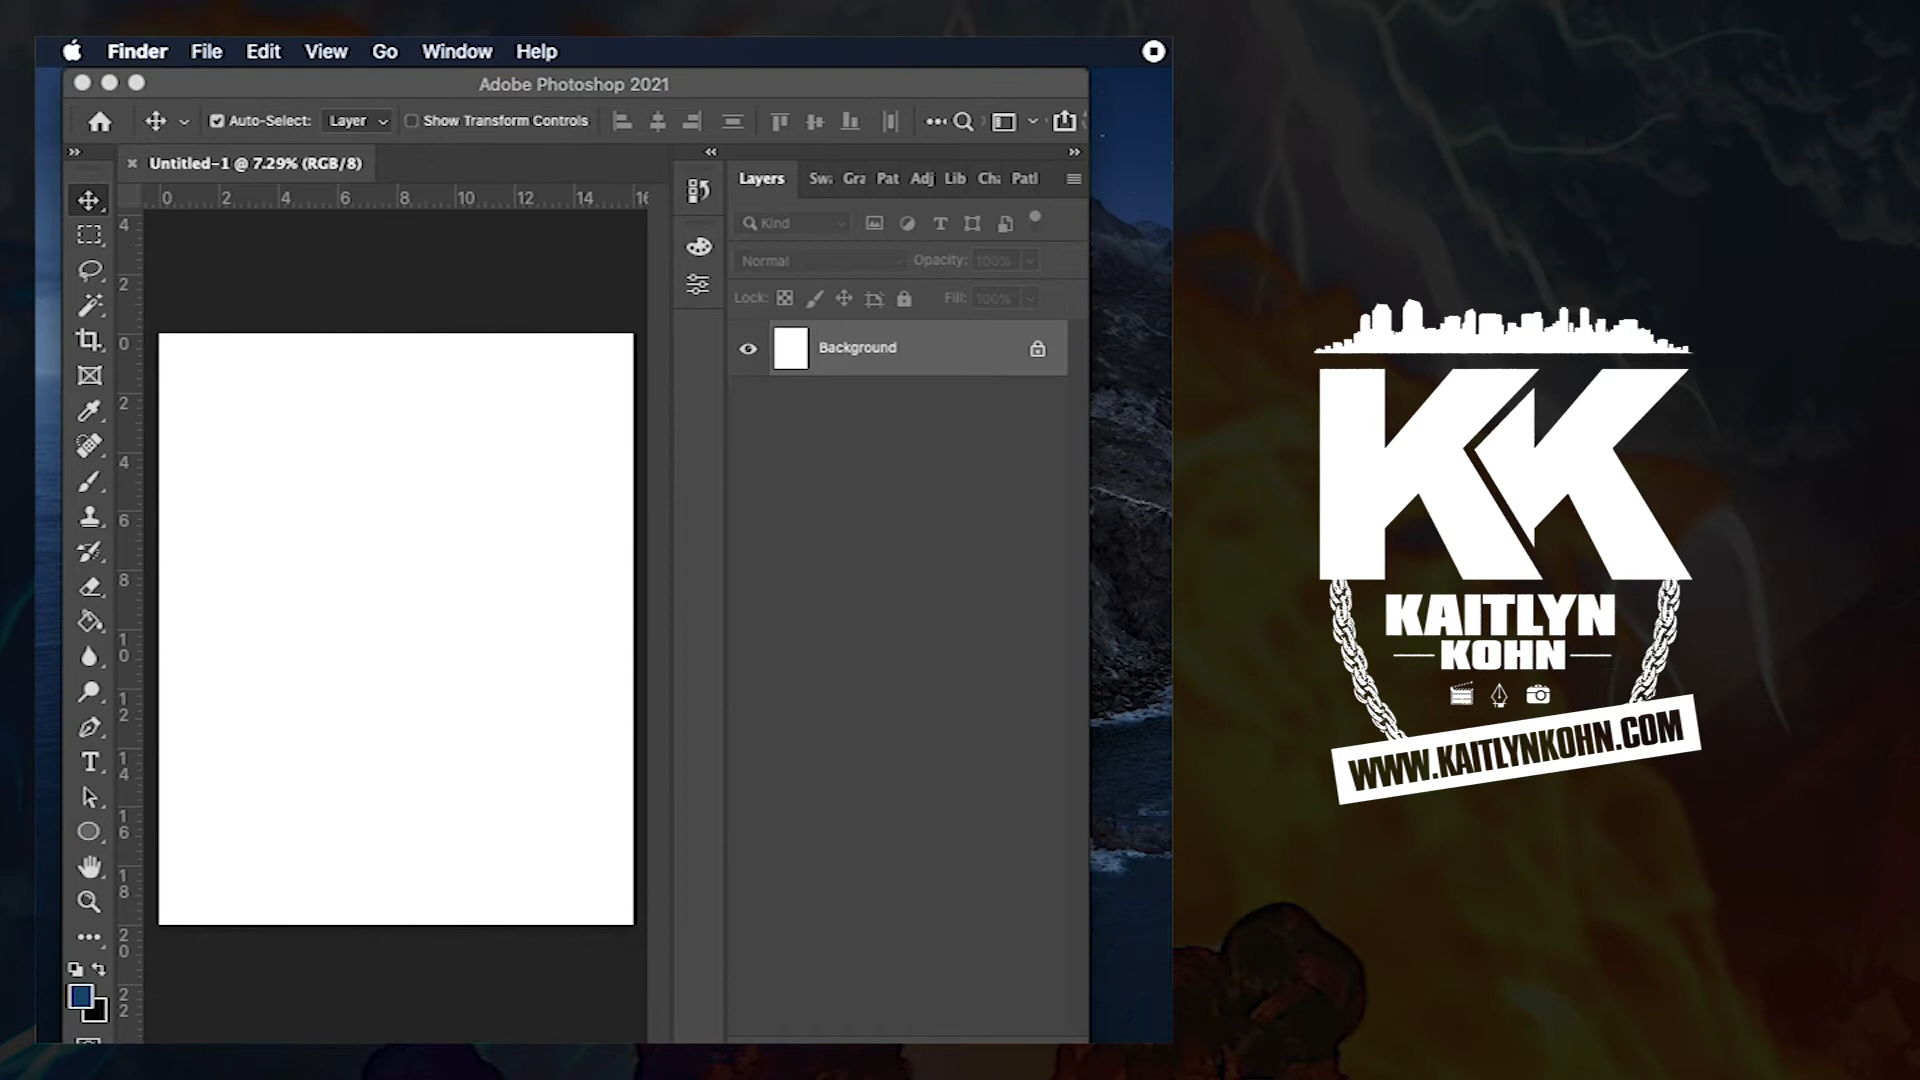 Finder File Edit View Go Window Help
Adobe Photoshop 2021
Auto-Select: Layer Show Transform Controls
Untitled-1 @ 7.29% (RGB/8)
0 2 4 6 8 10 12 14 16
4
2
0
2
4
6
8
10
12
14
16
18
20
22
Layers Swa Gra Pat Adj Lib Cha Patl
Kind
Normal Opacity: 100%
Lock: Fill: 100%
Background
KK
KAITLYN
KOHN
WWW.KAITLYNKOHN.COM